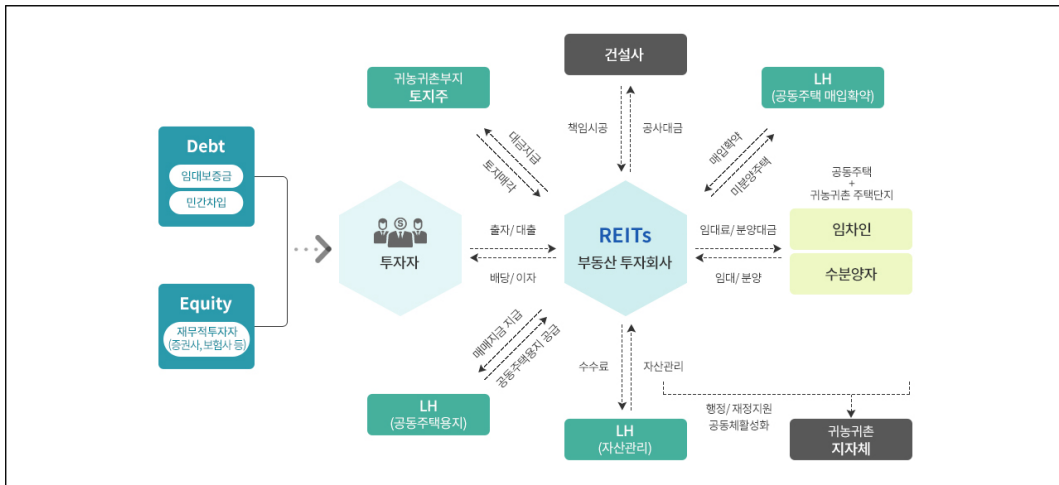 건설사
귀농귀촌부지
토지주
LH
(공동주택 매입확약)
책임시공
공사대금
대금지급
토지매각
매입확약
미분양주택
Debt
임대보증금
민간차입
공동주택
+
귀농귀촌 주택단지
S
투자자
출자/ 대출
배당/ 이자
REITs
부동산 투자회사
임대료/ 분양대금
임대/ 분양
임차인
수분양자
Equity
재무적투자자
(증권사, 보험사 등)
매매지금 지급
공동주택용지 공급
수수료
자산관리
LH
(공동주택용지)
LH
(자산관리)
행정/ 재정지원
공동체활성화
귀농귀촌
지자체